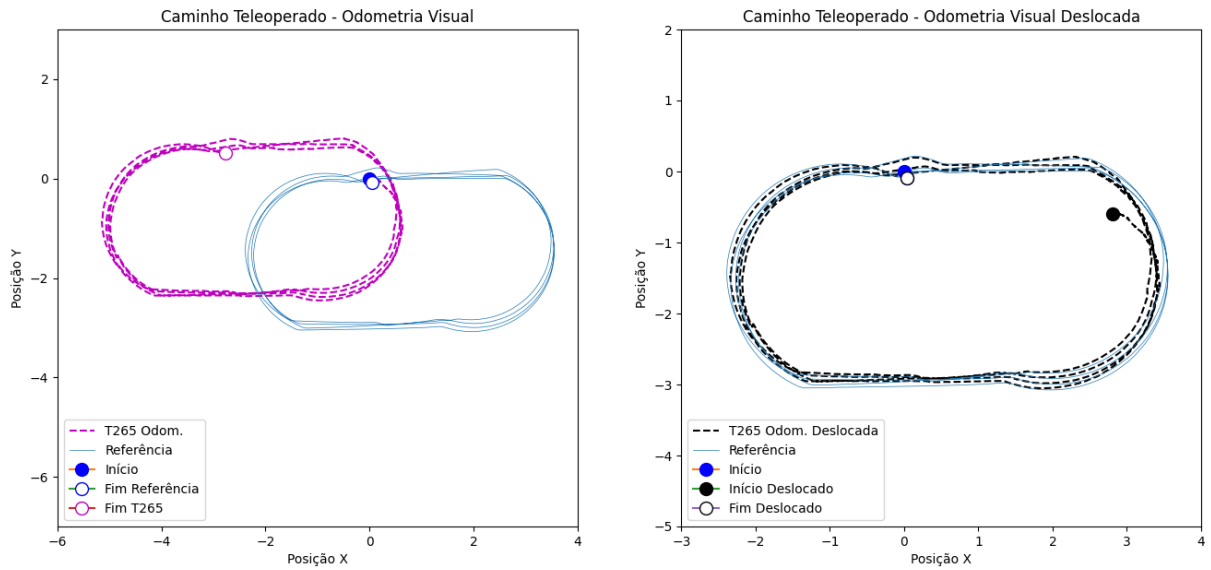 Caminho Teleoperado - Odometria Visual
Posição Y
2
0
−2
−4
−6
T265 Odom.
Referência
Início
Fim Referência
Fim T265
−6
−4
−2
0
2
4
Posição X
Caminho Teleoperado - Odometria Visual Deslocada
Posição Y
2
1
0
−1
−2
−3
−4
−5
T265 Odom. Deslocada
Referência
Início
Início Deslocado
Fim Deslocado
−3
−2
−1
0
1
2
3
4
Posição X